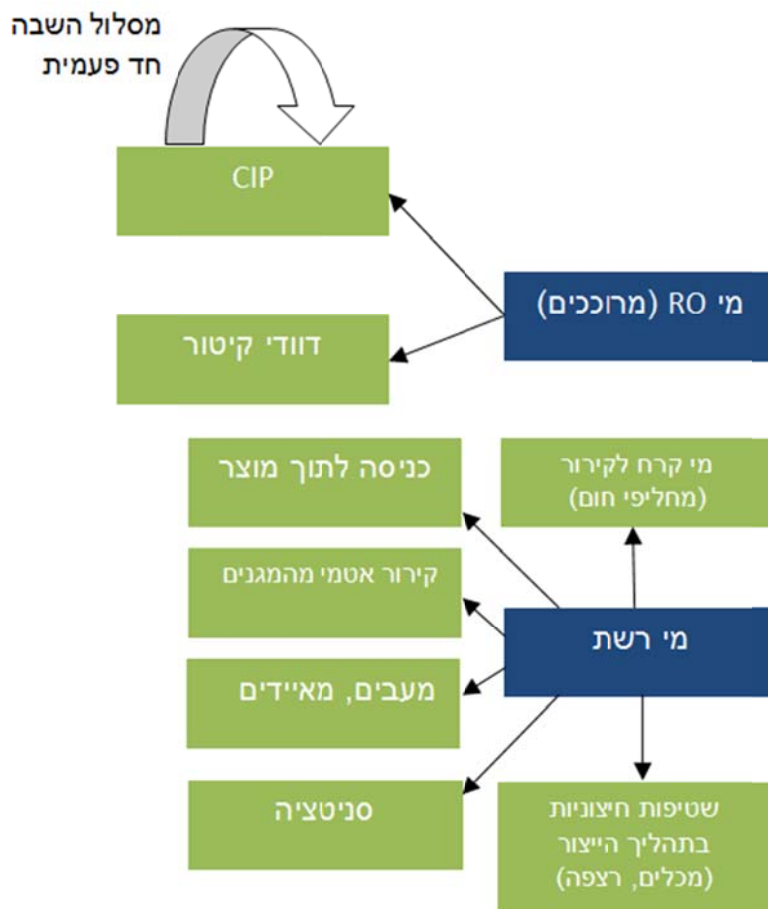 מסלול השבה
חד פעמית
CIP
מי RO (מרוככים)
דוודי קיטור
מי קרח לקירור
(מחליפי חום)
כניסה לתוך מוצר
קירור אטמי מהמגנים
מי רשת
מעבים, מאיידים
סניטציה
שטיפות חיצוניות
בתהליך הייצור
(מכלים, רצפה)